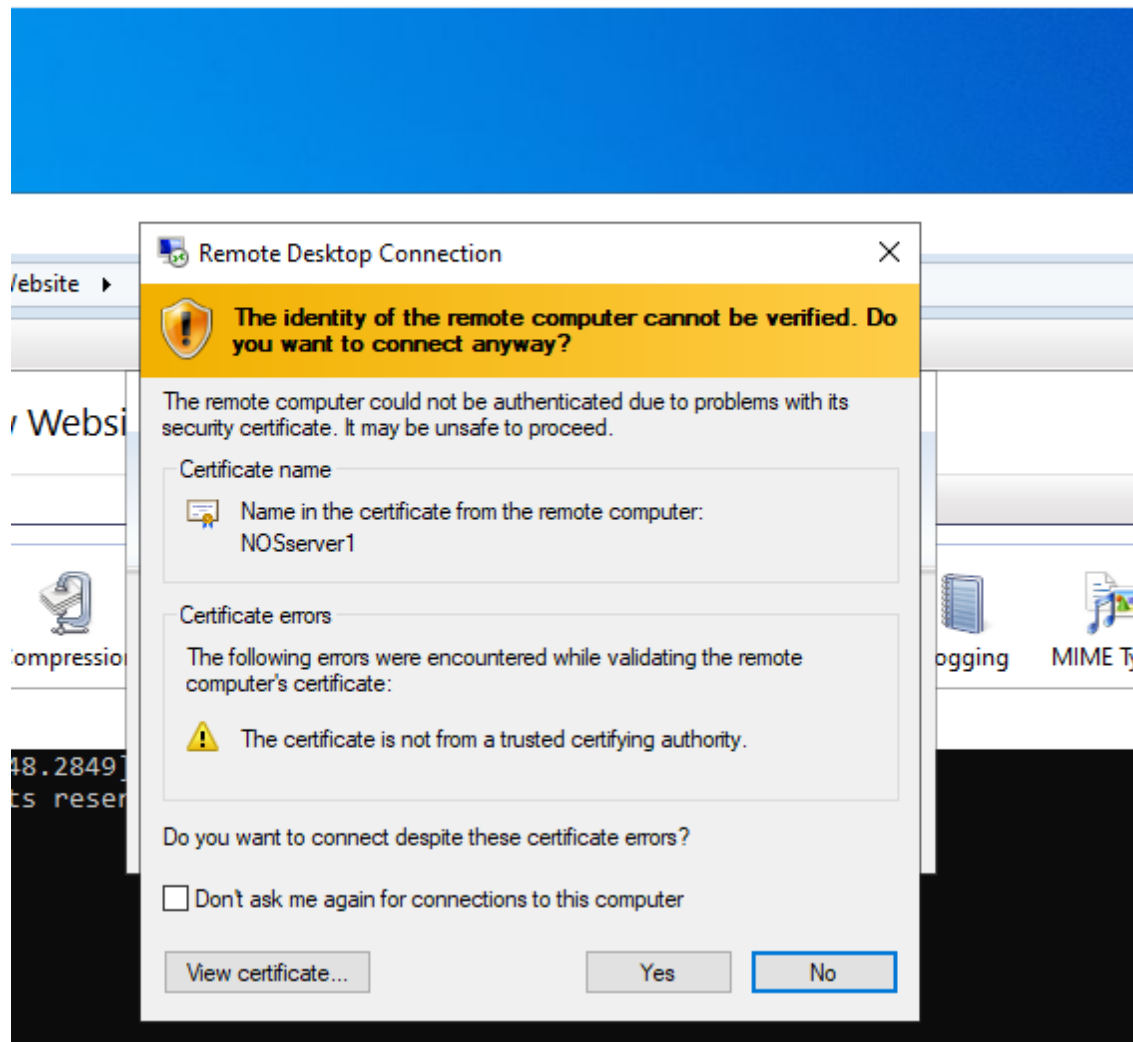 Remote Desktop Connection
The identity of the remote computer cannot be verified. Do
you want to connect anyway?
The remote computer could not be authenticated due to problems with its
security certificate. It may be unsafe to proceed.
Certificate name
Name in the certificate from the remote computer:
NOSserver1
Certificate errors
The following errors were encountered while validating the remote
computer's certificate:
The certificate is not from a trusted certifying authority.
Do you want to connect despite these certificate errors?
Don't ask me again for connections to this computer
View certificate...
Yes
No
ebsite
Websi
ompression
ogging
MIME Ty
48.2849]
ts reser